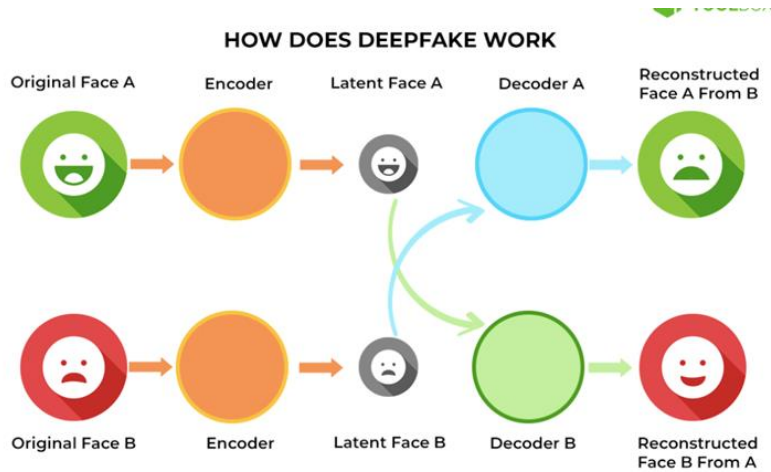 HOW DOES DEEPFAKE WORK
Original Face A
Encoder
Latent Face A
Decoder A
Reconstructed
Face A From B
Original Face B
Encoder
Latent Face B
Decoder B
Reconstructed
Face B From A